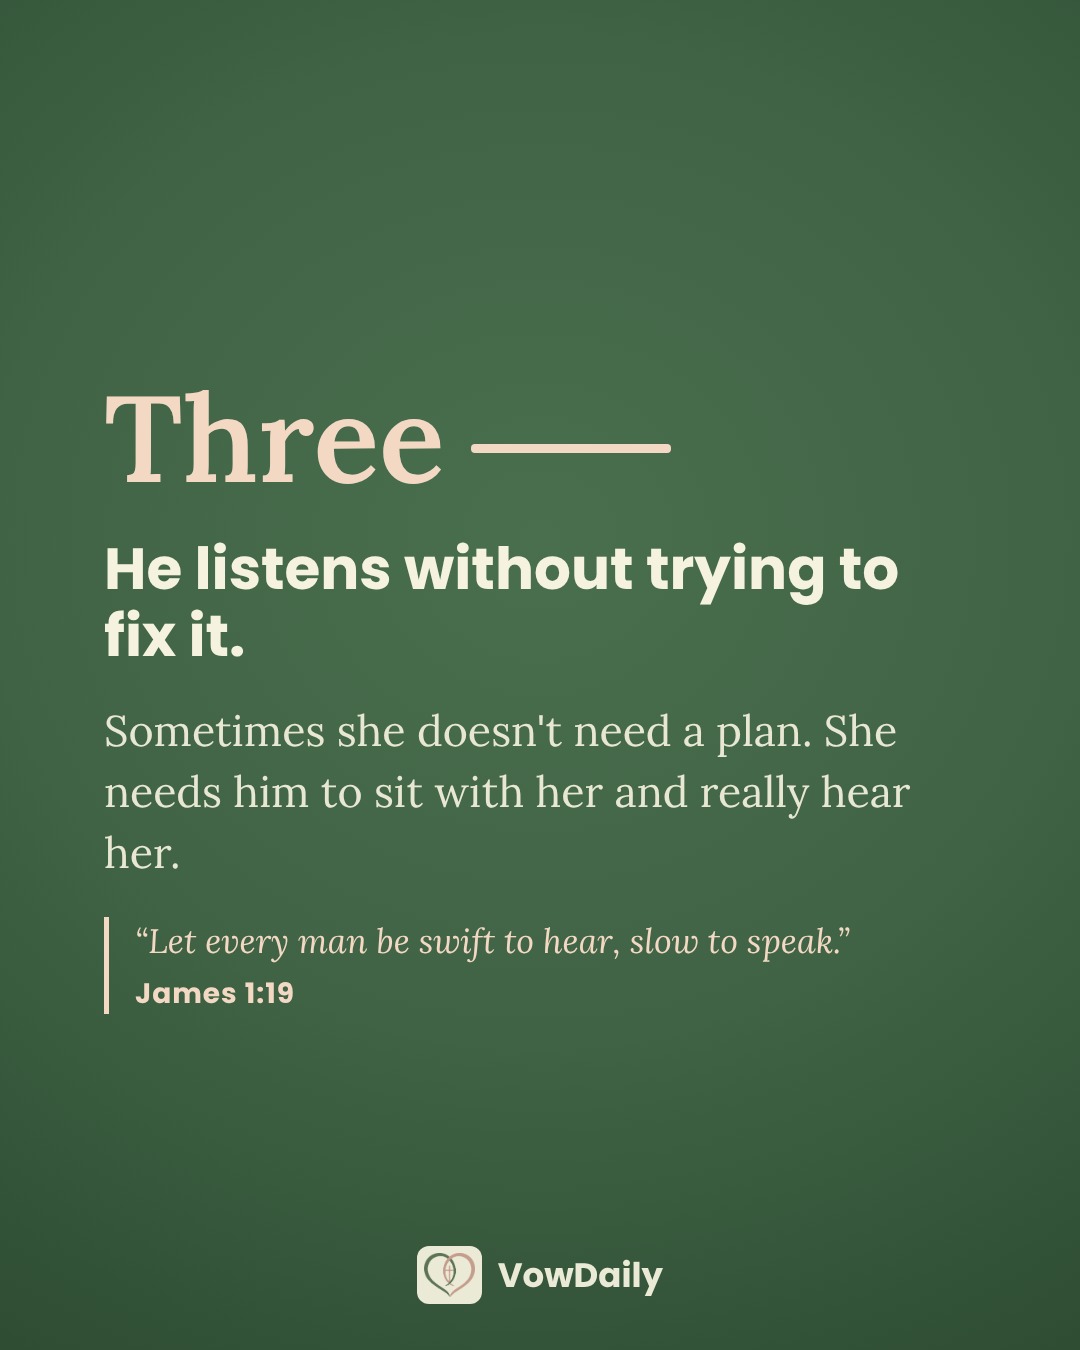 Three
He listens without trying to
fix it.
Sometimes she doesn't need a plan. She
needs him to sit with her and really hear
her.
“Let every man be swift to hear, slow to speak.”
James 1:19
VowDaily